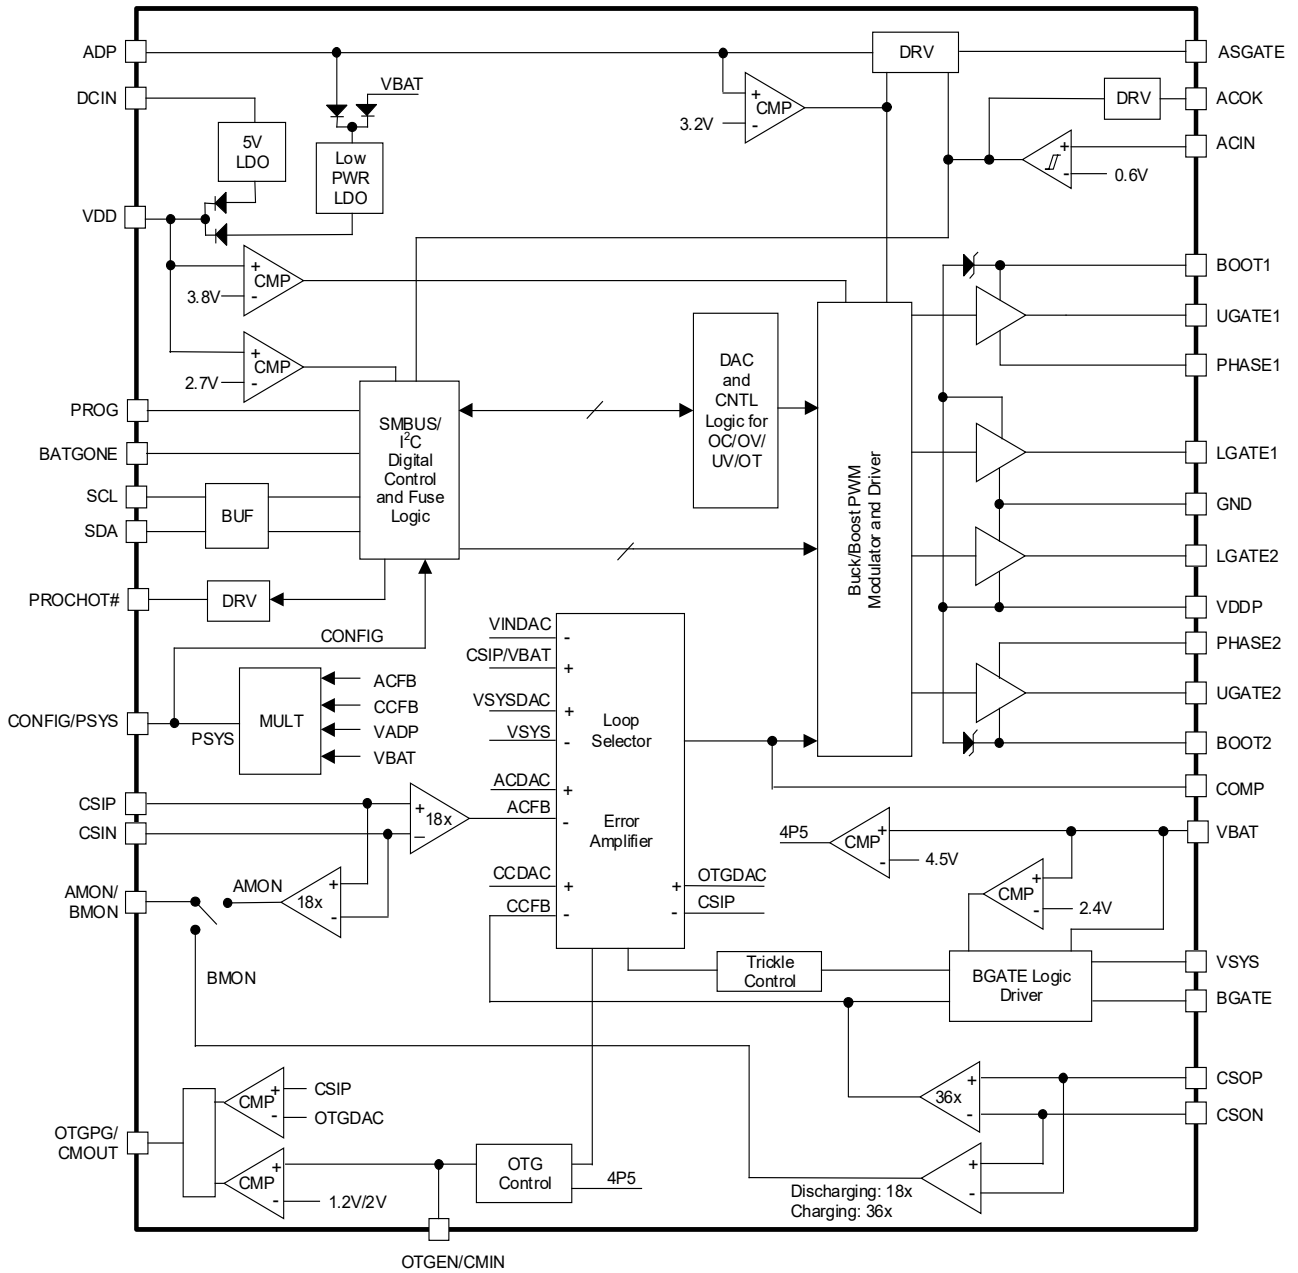 ADP
DRV
ASGATE
DCIN
VBAT
CMP
+
-
3.2V
DRV
ACOK
5V
LDO
Low
PWR
LDO
ACIN
+
-
0.6V
VDD
CMP
+
-
3.8V
BOOT1
UGATE1
CMP
+
-
2.7V
DAC
and
CNTL
Logic for
OC/OV/
UV/OT
PHASE1
PROG
SMBUS/
I²C
Digital
Control
and Fuse
Logic
BATGONE
LGATE1
SCL
BUF
SDA
Buck/Boost PWM
Modulator and Driver
GND
LGATE2
PROCHOT#
DRV
VDDP
CONFIG
VINDAC
-
CSIP/VBAT
+
PHASE2
ACFB
CCFB
VADP
VBAT
MULT
CONFIG/PSYS
PSYS
VSYSDAC
+
VSYS
-
Loop
Selector
UGATE2
BOOT2
ACDAC
+
ACFB
-
Error
Amplifier
COMP
CSIP
CSIN
+
–
18x
4P5
CMP
+
-
4.5V
VBAT
AMON/
BMON
AMON
18x
+
-
CCDAC
+
CCFB
-
+
OTGDAC
-
CSIP
CMP
+
-
2.4V
BMON
Trickle
Control
BGATE Logic
Driver
VSYS
BGATE
CMP
+
-
CSIP
OTGDAC
36x
+
-
CSOP
CSON
OTGPG/
CMOUT
CMP
+
-
1.2V/2V
OTG
Control
4P5
+
-
Discharging: 18x
Charging: 36x
OTGEN/CMIN